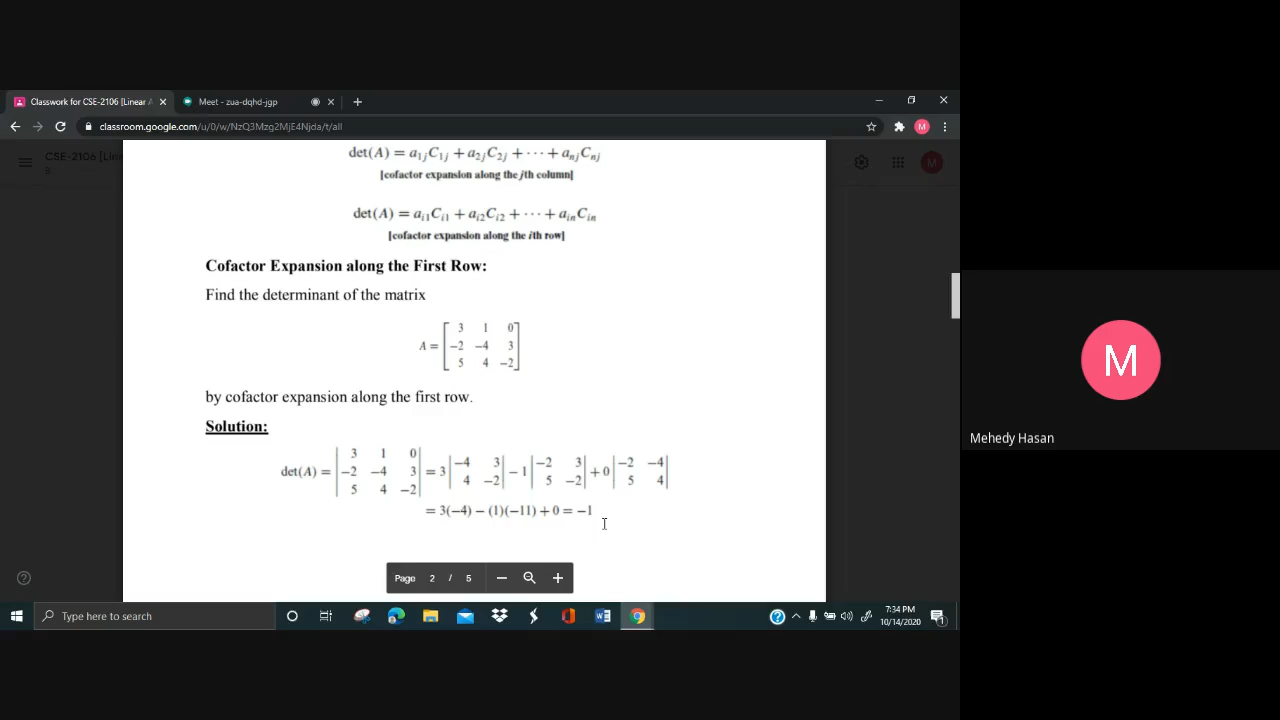 Classwork for CSE-2106 [Linear A
Meet - zua-dqhd-jgp
classroom.google.com/u/0/w/NzQ3Mzg2MjE4Njda/t/all
M
CSE-2106 [Lin
8
M
det(A) = a1jC1j + a2jC2j + ··· + anjCnj
[cofactor expansion along the jth column]
det(A) = ai1Ci1 + ai2Ci2 + ··· + ainCin
[cofactor expansion along the ith row]
Cofactor Expansion along the First Row:
Find the determinant of the matrix
3 1 0
A = −2 −4 3
5 4 −2
by cofactor expansion along the first row.
Solution:
det(A) = | 3 1 0; −2 −4 3; 5 4 −2 | = 3 | −4 3; 4 −2 | − 1 | −2 3; 5 −2 | + 0 | −2 −4; 5 4 |
= 3(−4) − (1)(−11) + 0 = −1
Page 2 / 5
M
Mehedy Hasan
Type here to search
7:34 PM
10/14/2020
1